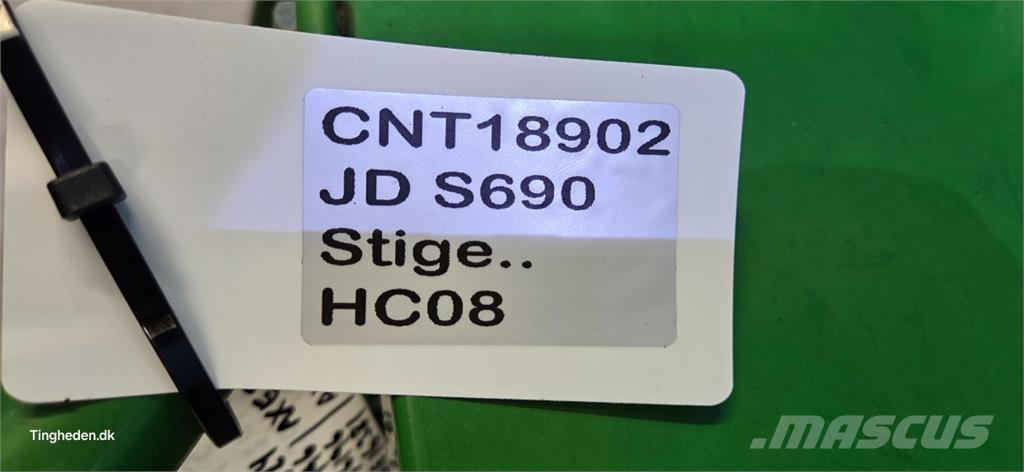 CNT18902
JD S690
Stige..
HC08
Tingheden.dk
MASCUS